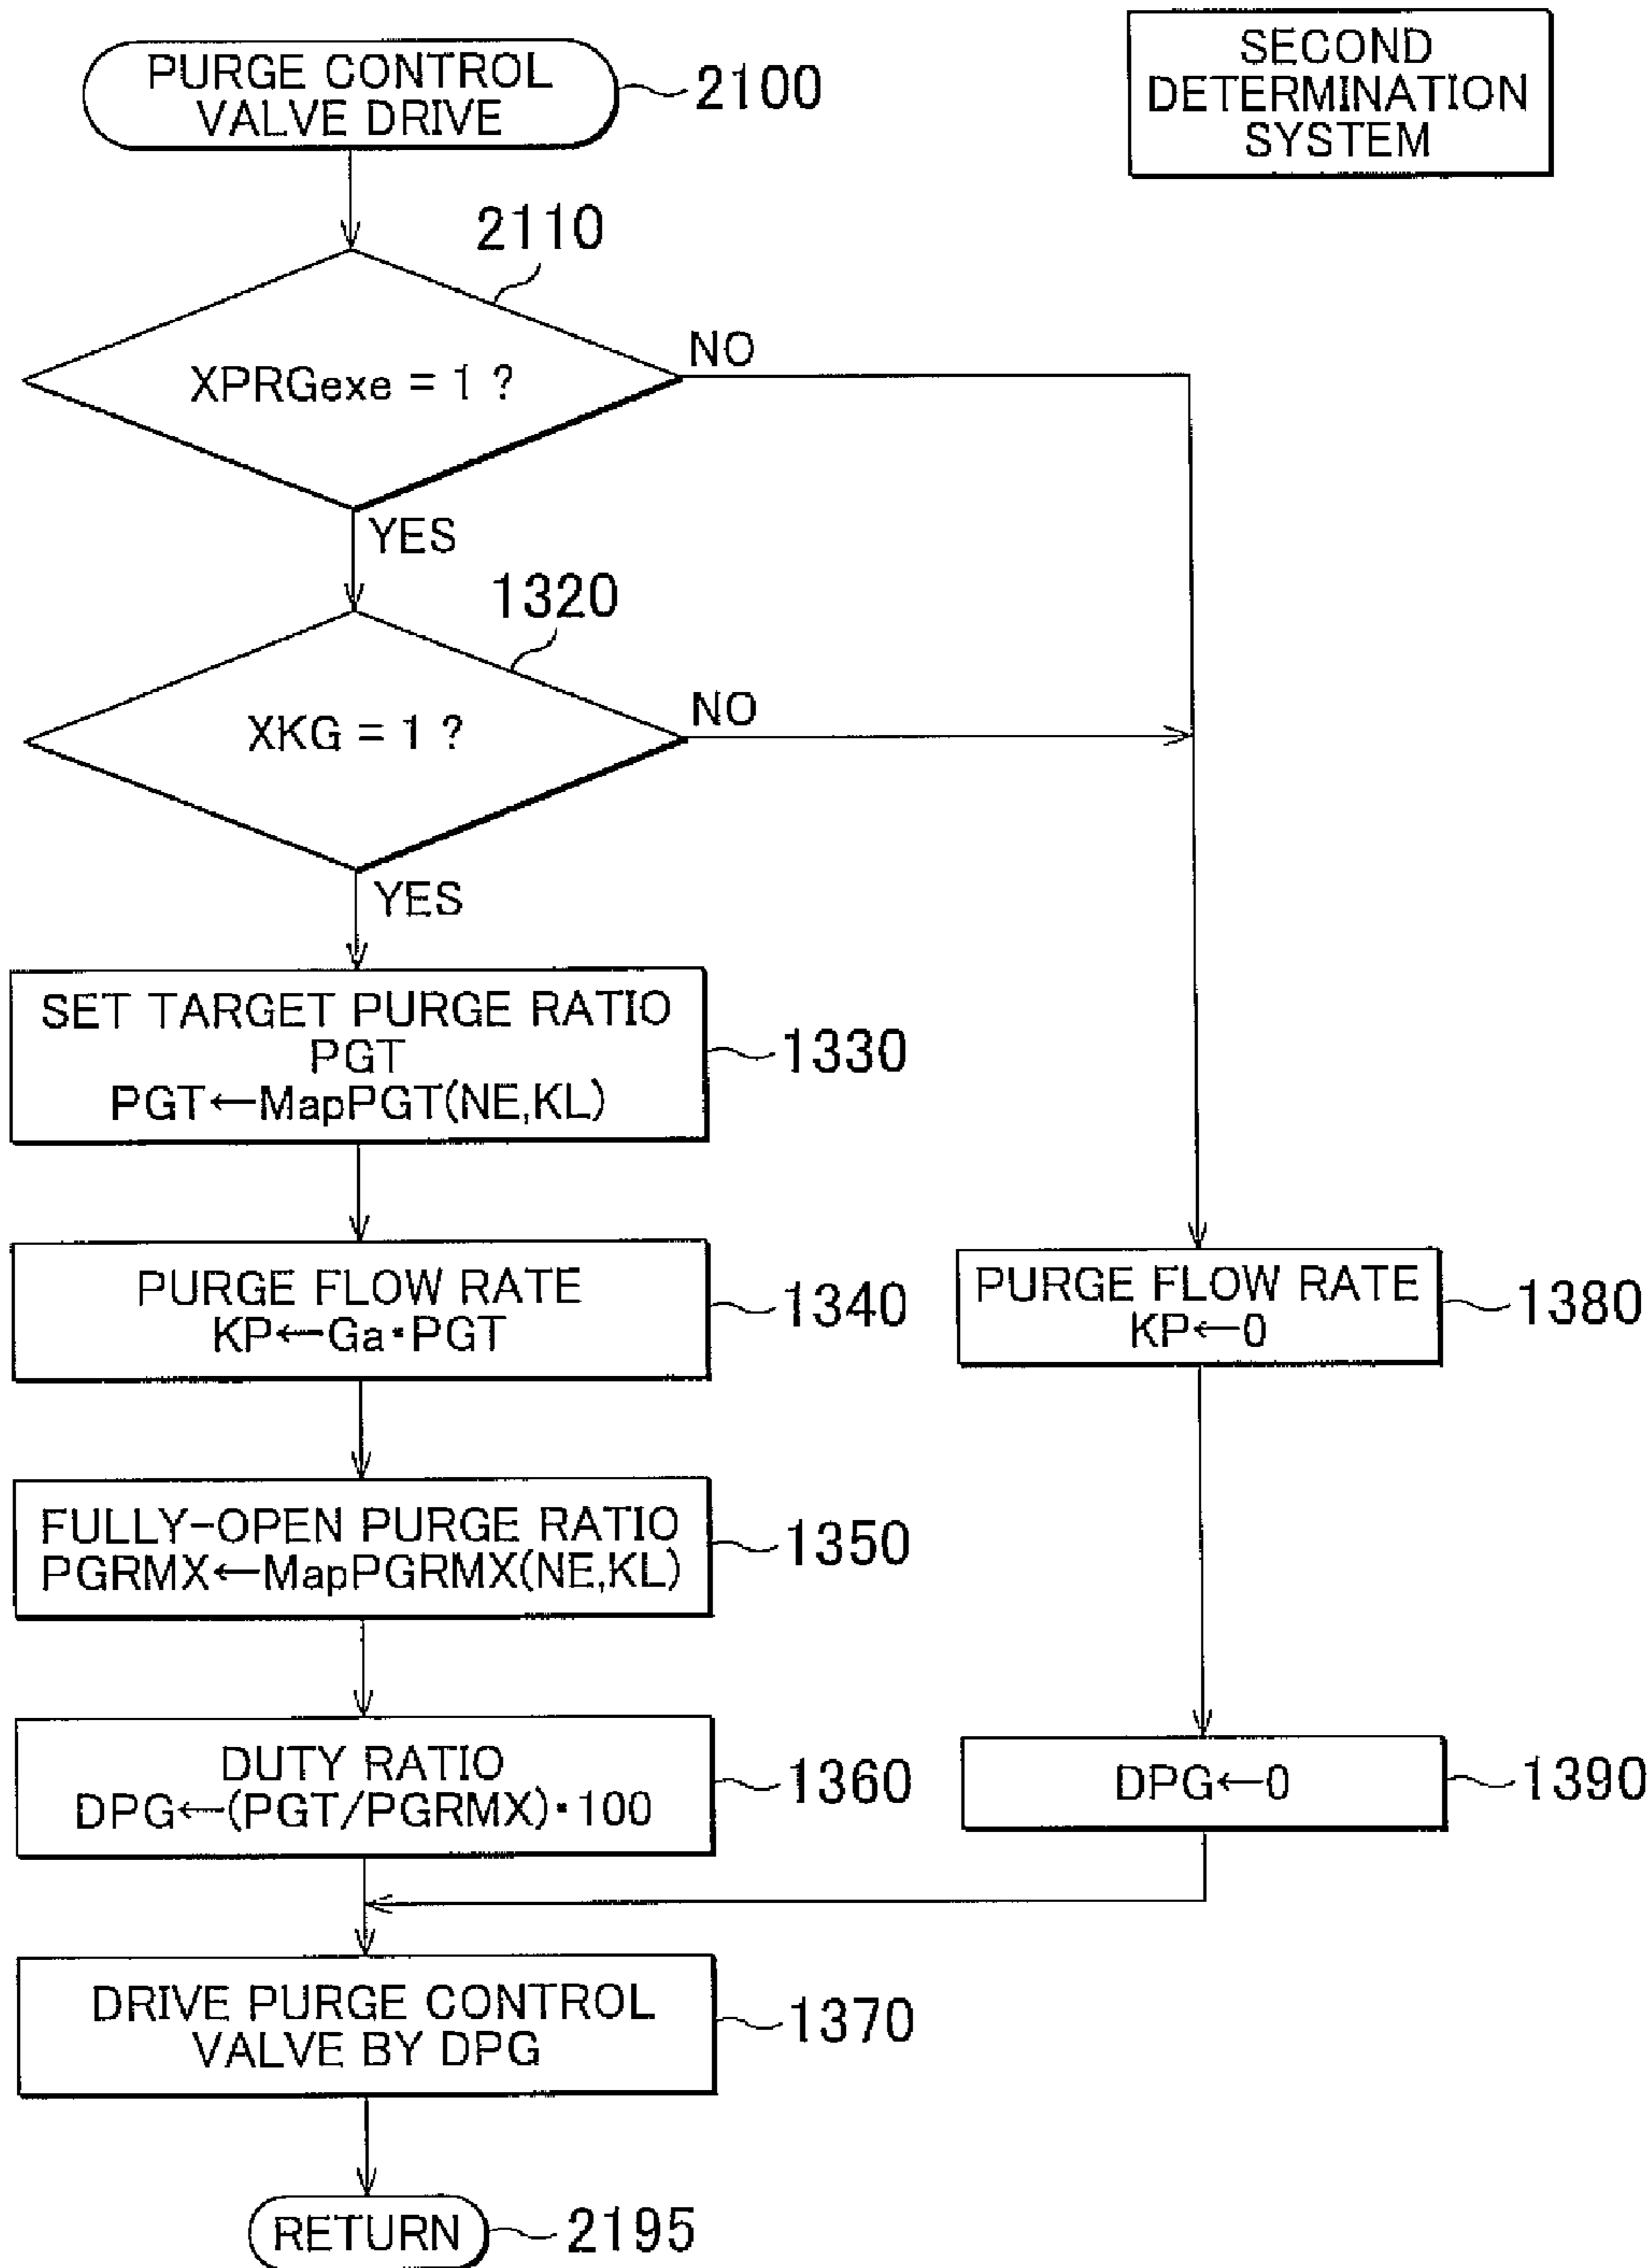 PURGE CONTROL
VALVE DRIVE
2100
SECOND
DETERMINATION
SYSTEM
2110
XPRGexe = 1 ?
NO
YES
1320
XKG = 1 ?
NO
YES
SET TARGET PURGE RATIO
PGT
PGT←MapPGT(NE,KL)
1330
PURGE FLOW RATE
KP←Ga·PGT
1340
PURGE FLOW RATE
KP←0
1380
FULLY-OPEN PURGE RATIO
PGRMX←MapPGRMX(NE,KL)
1350
DUTY RATIO
DPG←(PGT/PGRMX)·100
1360
DPG←0
1390
DRIVE PURGE CONTROL
VALVE BY DPG
1370
RETURN
2195